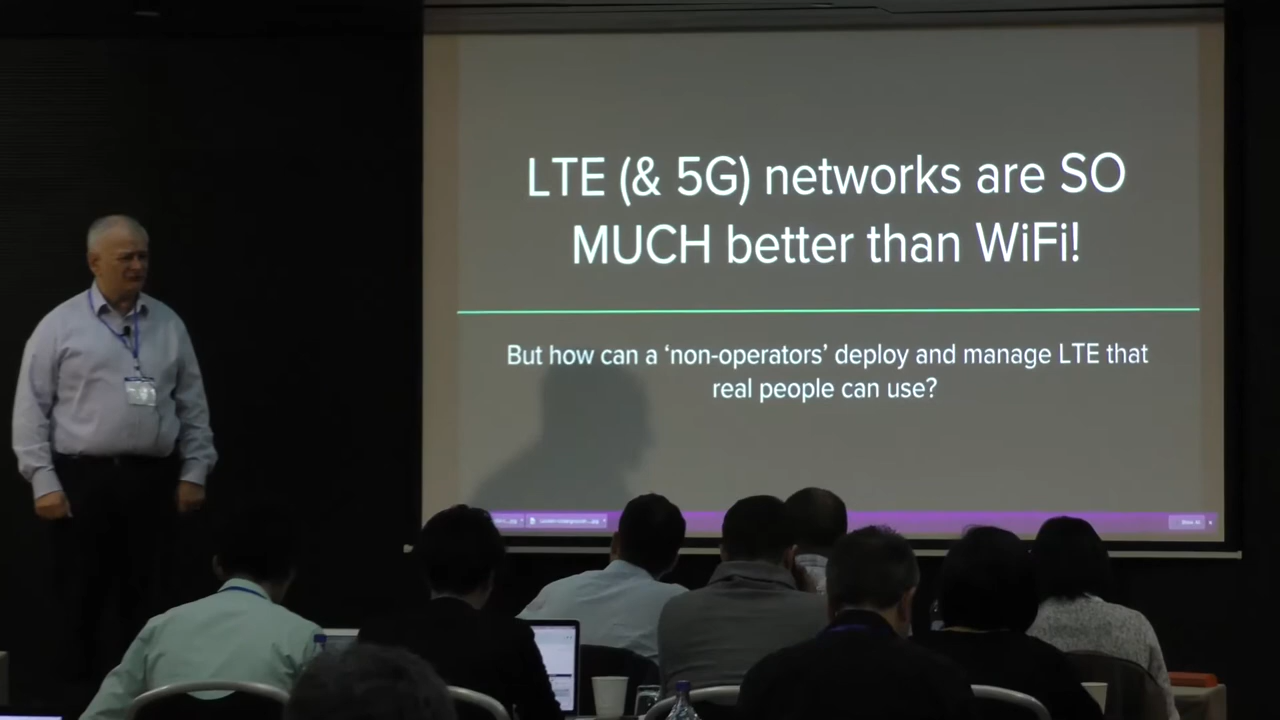 LTE (& 5G) networks are SO
MUCH better than WiFi!
But how can a ‘non-operators’ deploy and manage LTE that
real people can use?